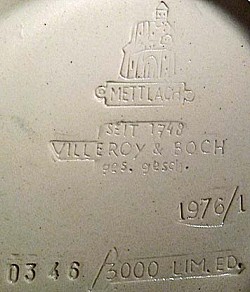 METTLACH
SEIT 1748
VILLEROY & BOCH
ges. gesch.
1976/1
0346/3000 LIM.ED.